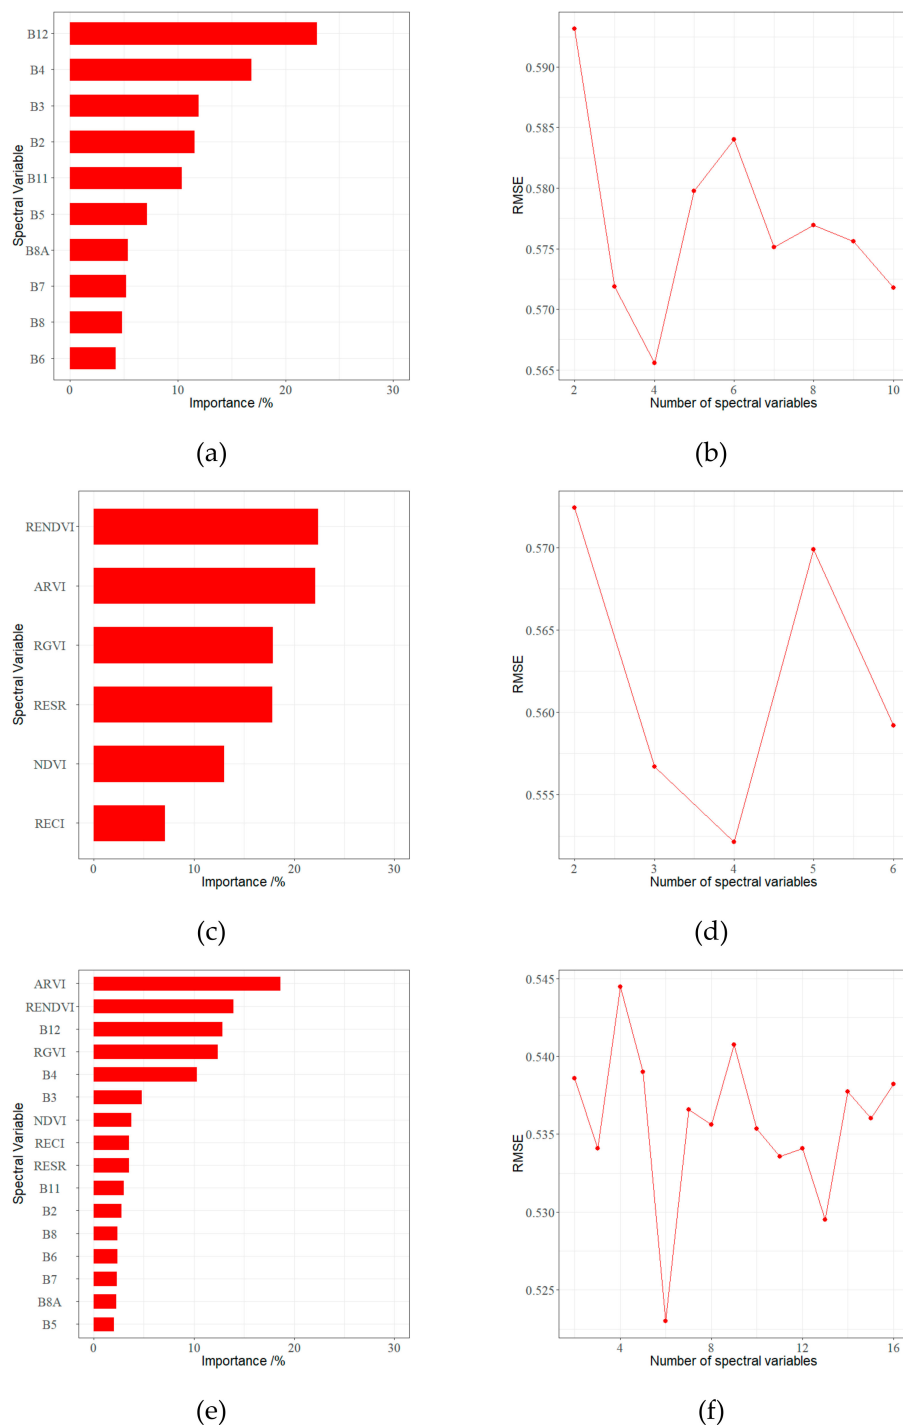 B12
B4
B3
B2
B11
B5
B8A
B7
B8
B6
Spectral Variable
0 10 20 30
Importance /%
(a)
0.590
0.585
0.580
0.575
0.570
0.565
RMSE
2 4 6 8 10
Number of spectral variables
(b)
RENDVI
ARVI
RGVI
RESR
NDVI
RECI
Spectral Variable
0 10 20 30
Importance /%
(c)
0.570
0.565
0.560
0.555
RMSE
2 3 4 5 6
Number of spectral variables
(d)
ARVI
RENDVI
B12
RGVI
B4
B3
NDVI
RECI
RESR
B11
B2
B8
B6
B7
B8A
B5
Spectral Variable
0 10 20 30
Importance /%
(e)
0.545
0.540
0.535
0.530
0.525
RMSE
4 8 12 16
Number of spectral variables
(f)